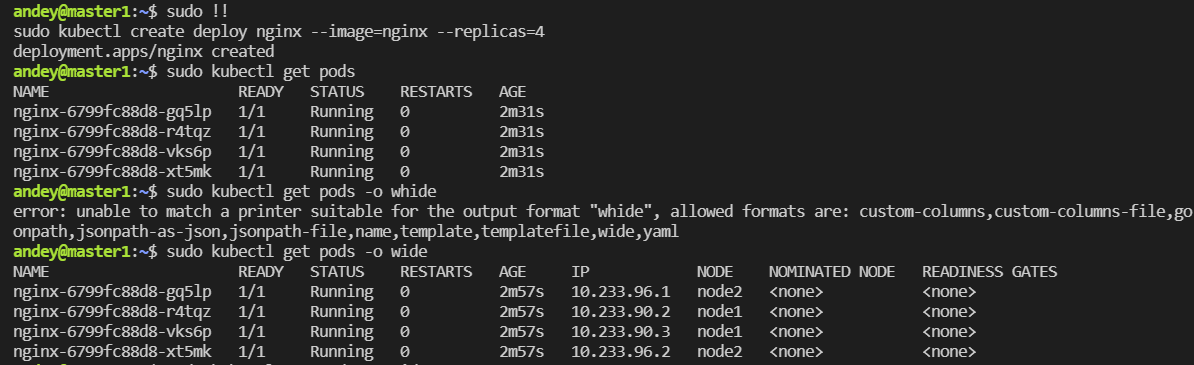 andey@master1:~$ sudo !!
sudo kubectl create deploy nginx --image=nginx --replicas=4
deployment.apps/nginx created
andey@master1:~$ sudo kubectl get pods
NAME READY STATUS RESTARTS AGE
nginx-6799fc88d8-gq5lp 1/1 Running 0 2m31s
nginx-6799fc88d8-r4tqz 1/1 Running 0 2m31s
nginx-6799fc88d8-vks6p 1/1 Running 0 2m31s
nginx-6799fc88d8-xt5mk 1/1 Running 0 2m31s
andey@master1:~$ sudo kubectl get pods -o whide
error: unable to match a printer suitable for the output format "whide", allowed formats are: custom-columns,custom-columns-file,go
onpath,jsonpath-as-json,jsonpath-file,name,template,templatefile,wide,yaml
andey@master1:~$ sudo kubectl get pods -o wide
NAME READY STATUS RESTARTS AGE IP NODE NOMINATED NODE READINESS GATES
nginx-6799fc88d8-gq5lp 1/1 Running 0 2m57s 10.233.96.1 node2 <none> <none>
nginx-6799fc88d8-r4tqz 1/1 Running 0 2m57s 10.233.90.2 node1 <none> <none>
nginx-6799fc88d8-vks6p 1/1 Running 0 2m57s 10.233.90.3 node1 <none> <none>
nginx-6799fc88d8-xt5mk 1/1 Running 0 2m57s 10.233.96.2 node2 <none> <none>